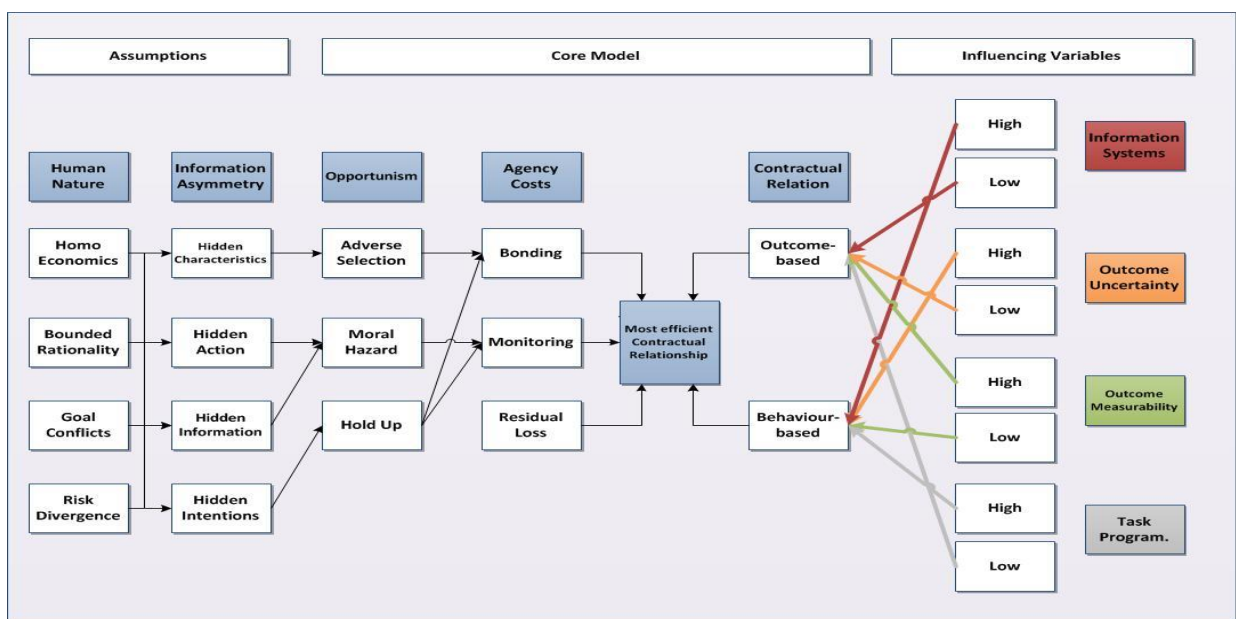 Assumptions
Core Model
Influencing Variables
Human
Nature
Information
Asymmetry
Opportunism
Agency
Costs
Contractual
Relation
High
Low
Information
Systems
Homo
Economics
Hidden
Characteristics
Adverse
Selection
Bonding
Outcome-
based
High
Low
Outcome
Uncertainty
Bounded
Rationality
Hidden
Action
Moral
Hazard
Monitoring
Most efficient
Contractual
Relationship
High
Low
Outcome
Measurability
Goal
Conflicts
Hidden
Information
Hold Up
Residual
Loss
Behaviour-
based
Risk
Divergence
Hidden
Intentions
High
Low
Task
Program.